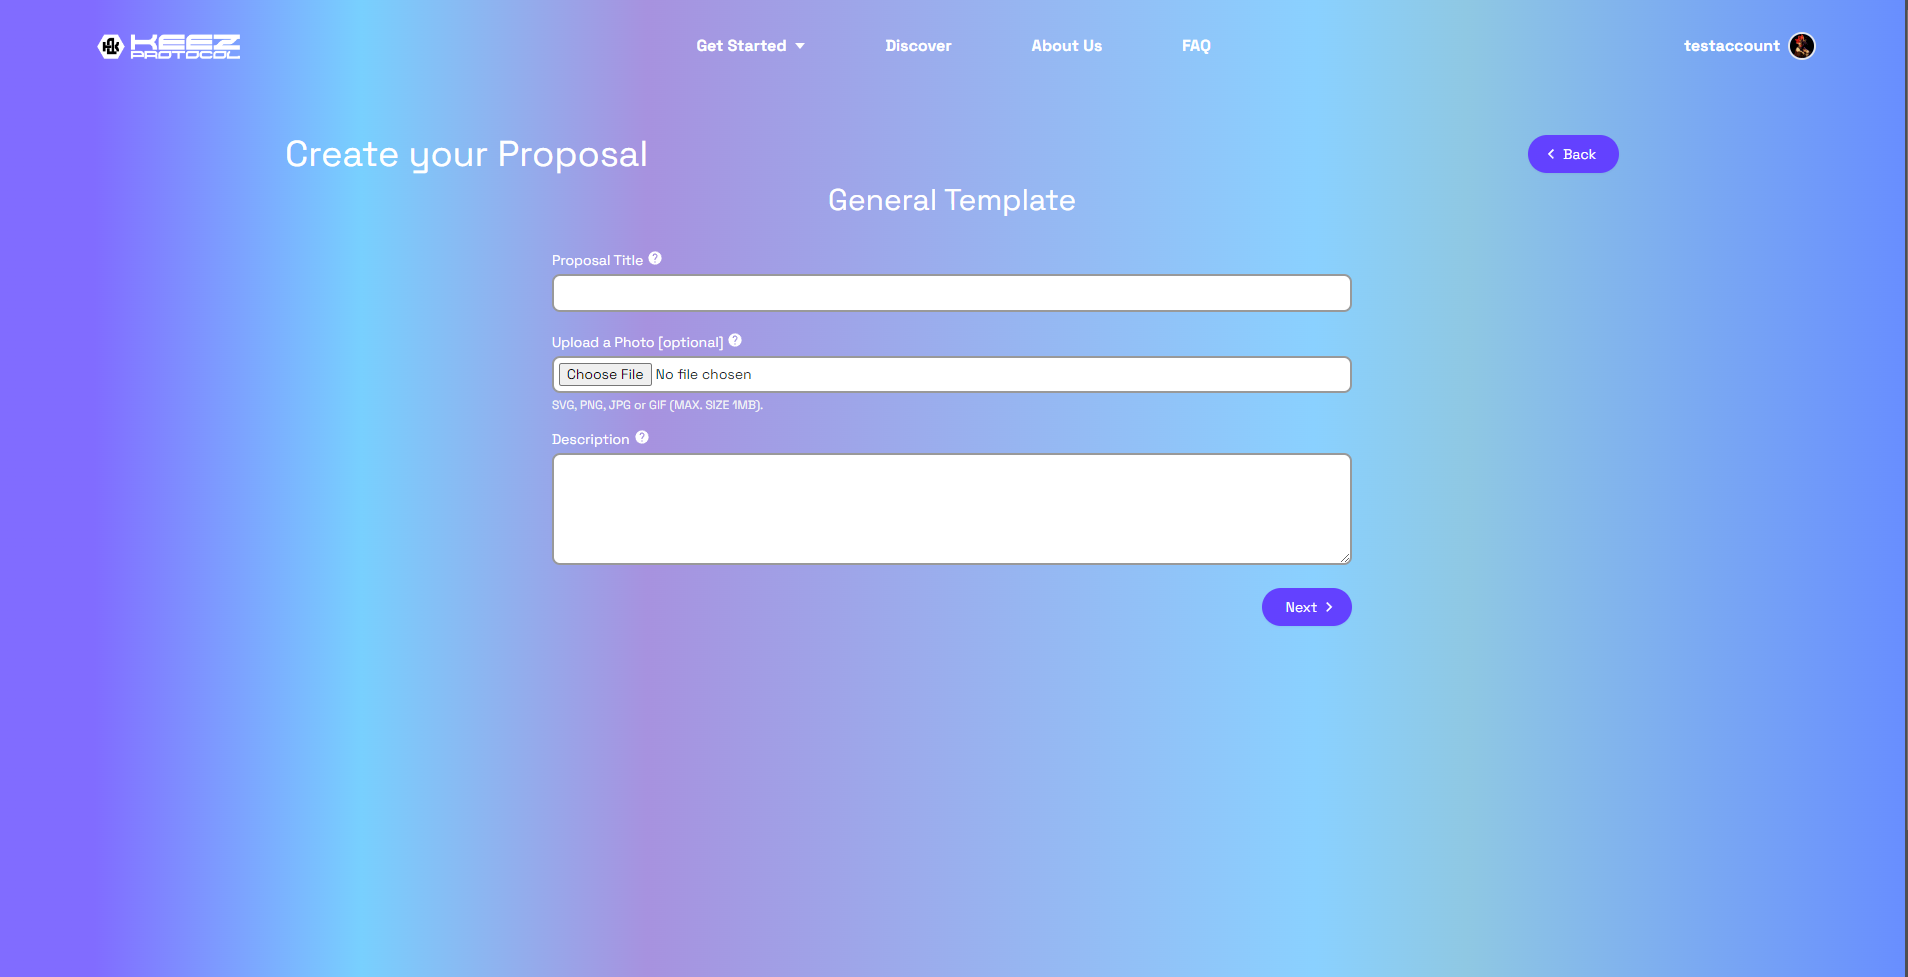 KEEZ
PROTOCOL
Get Started
Discover
About Us
FAQ
testaccount
Create your Proposal
Back
General Template
Proposal Title
Upload a Photo [optional]
Choose File No file chosen
SVG, PNG, JPG or GIF (MAX. SIZE 1MB).
Description
Next